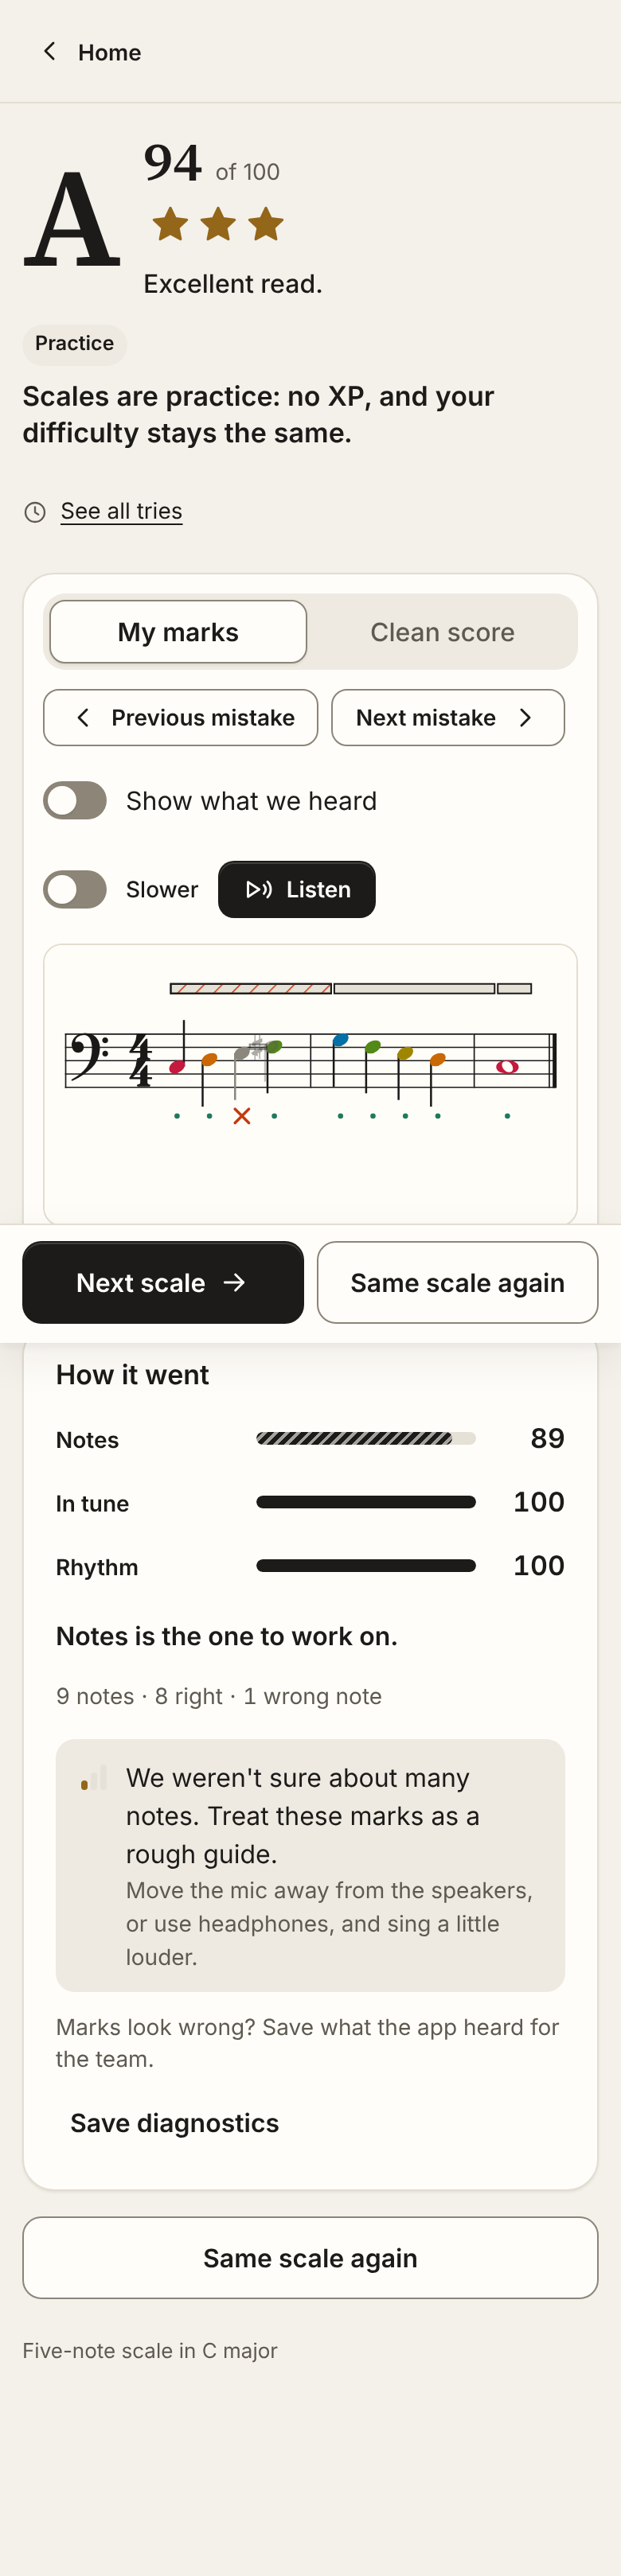 Home
A
94 of 100
Excellent read.
Practice
Scales are practice: no XP, and your
difficulty stays the same.
See all tries
My marks
Clean score
Previous mistake
Next mistake
Show what we heard
Slower
Listen
4
4
Next scale
Same scale again
How it went
Notes 89
In tune 100
Rhythm 100
Notes is the one to work on.
9 notes · 8 right · 1 wrong note
We weren't sure about many
notes. Treat these marks as a
rough guide.
Move the mic away from the speakers,
or use headphones, and sing a little
louder.
Marks look wrong? Save what the app heard for
the team.
Save diagnostics
Same scale again
Five-note scale in C major